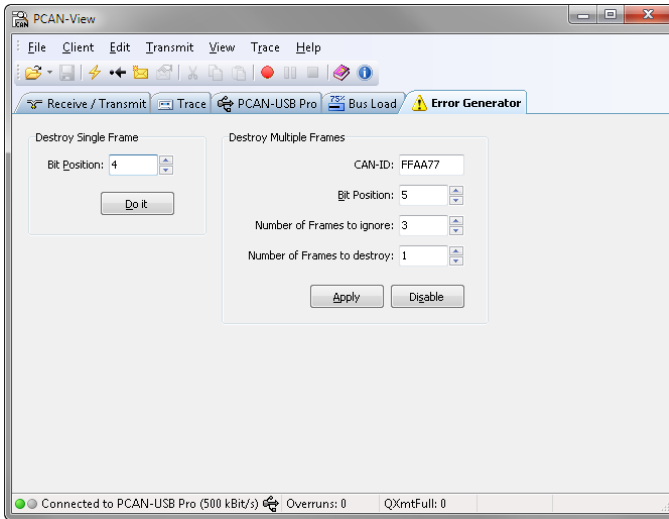 PCAN-View
File Client Edit Transmit View Trace Help
Receive / Transmit Trace PCAN-USB Pro 75% Bus Load Error Generator
Destroy Single Frame
Bit Position: 4
Do it
Destroy Multiple Frames
CAN-ID: FFAA77
Bit Position: 5
Number of Frames to ignore: 3
Number of Frames to destroy: 1
Apply Disable
Connected to PCAN-USB Pro (500 kBit/s) Overruns: 0 QXmtFull: 0